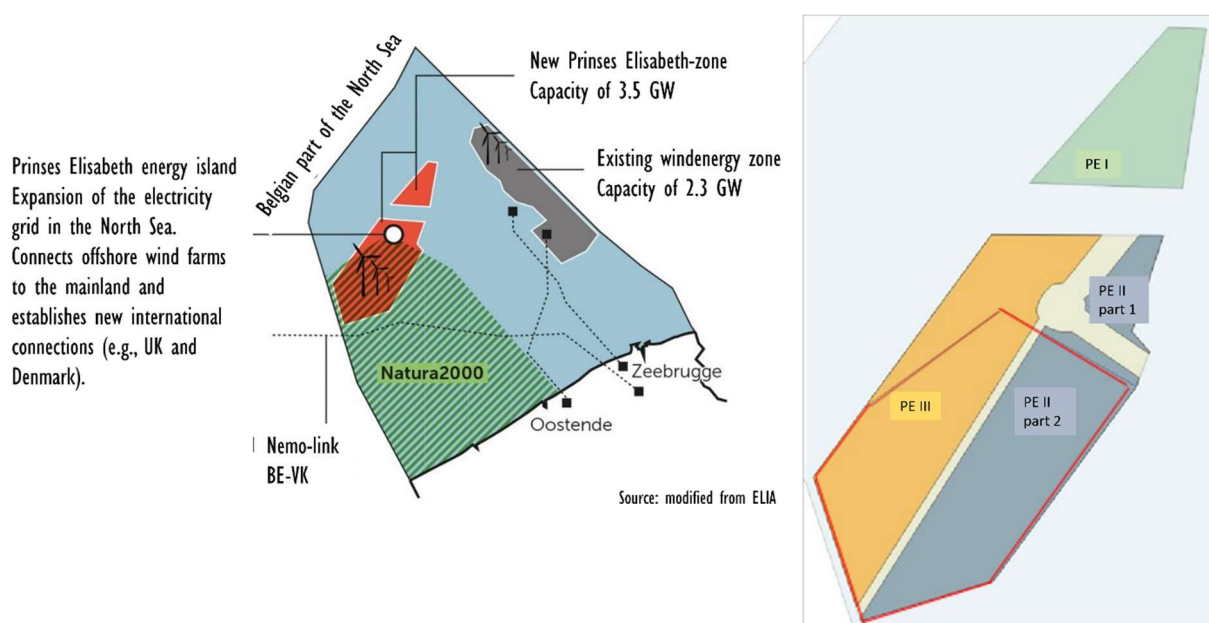 Prinses Elisabeth energy island
Expansion of the electricity
grid in the North Sea.
Connects offshore wind farms
to the mainland and
establishes new international
connections (e.g., UK and
Denmark).
Belgian part of the North Sea
New Prinses Elisabeth-zone
Capacity of 3.5 GW
Existing windenergy zone
Capacity of 2.3 GW
Natura2000
Zeebrugge
Oostende
Nemo-link
BE-VK
Source: modified from ELIA
PE I
PE II
part 1
PE III
PE II
part 2